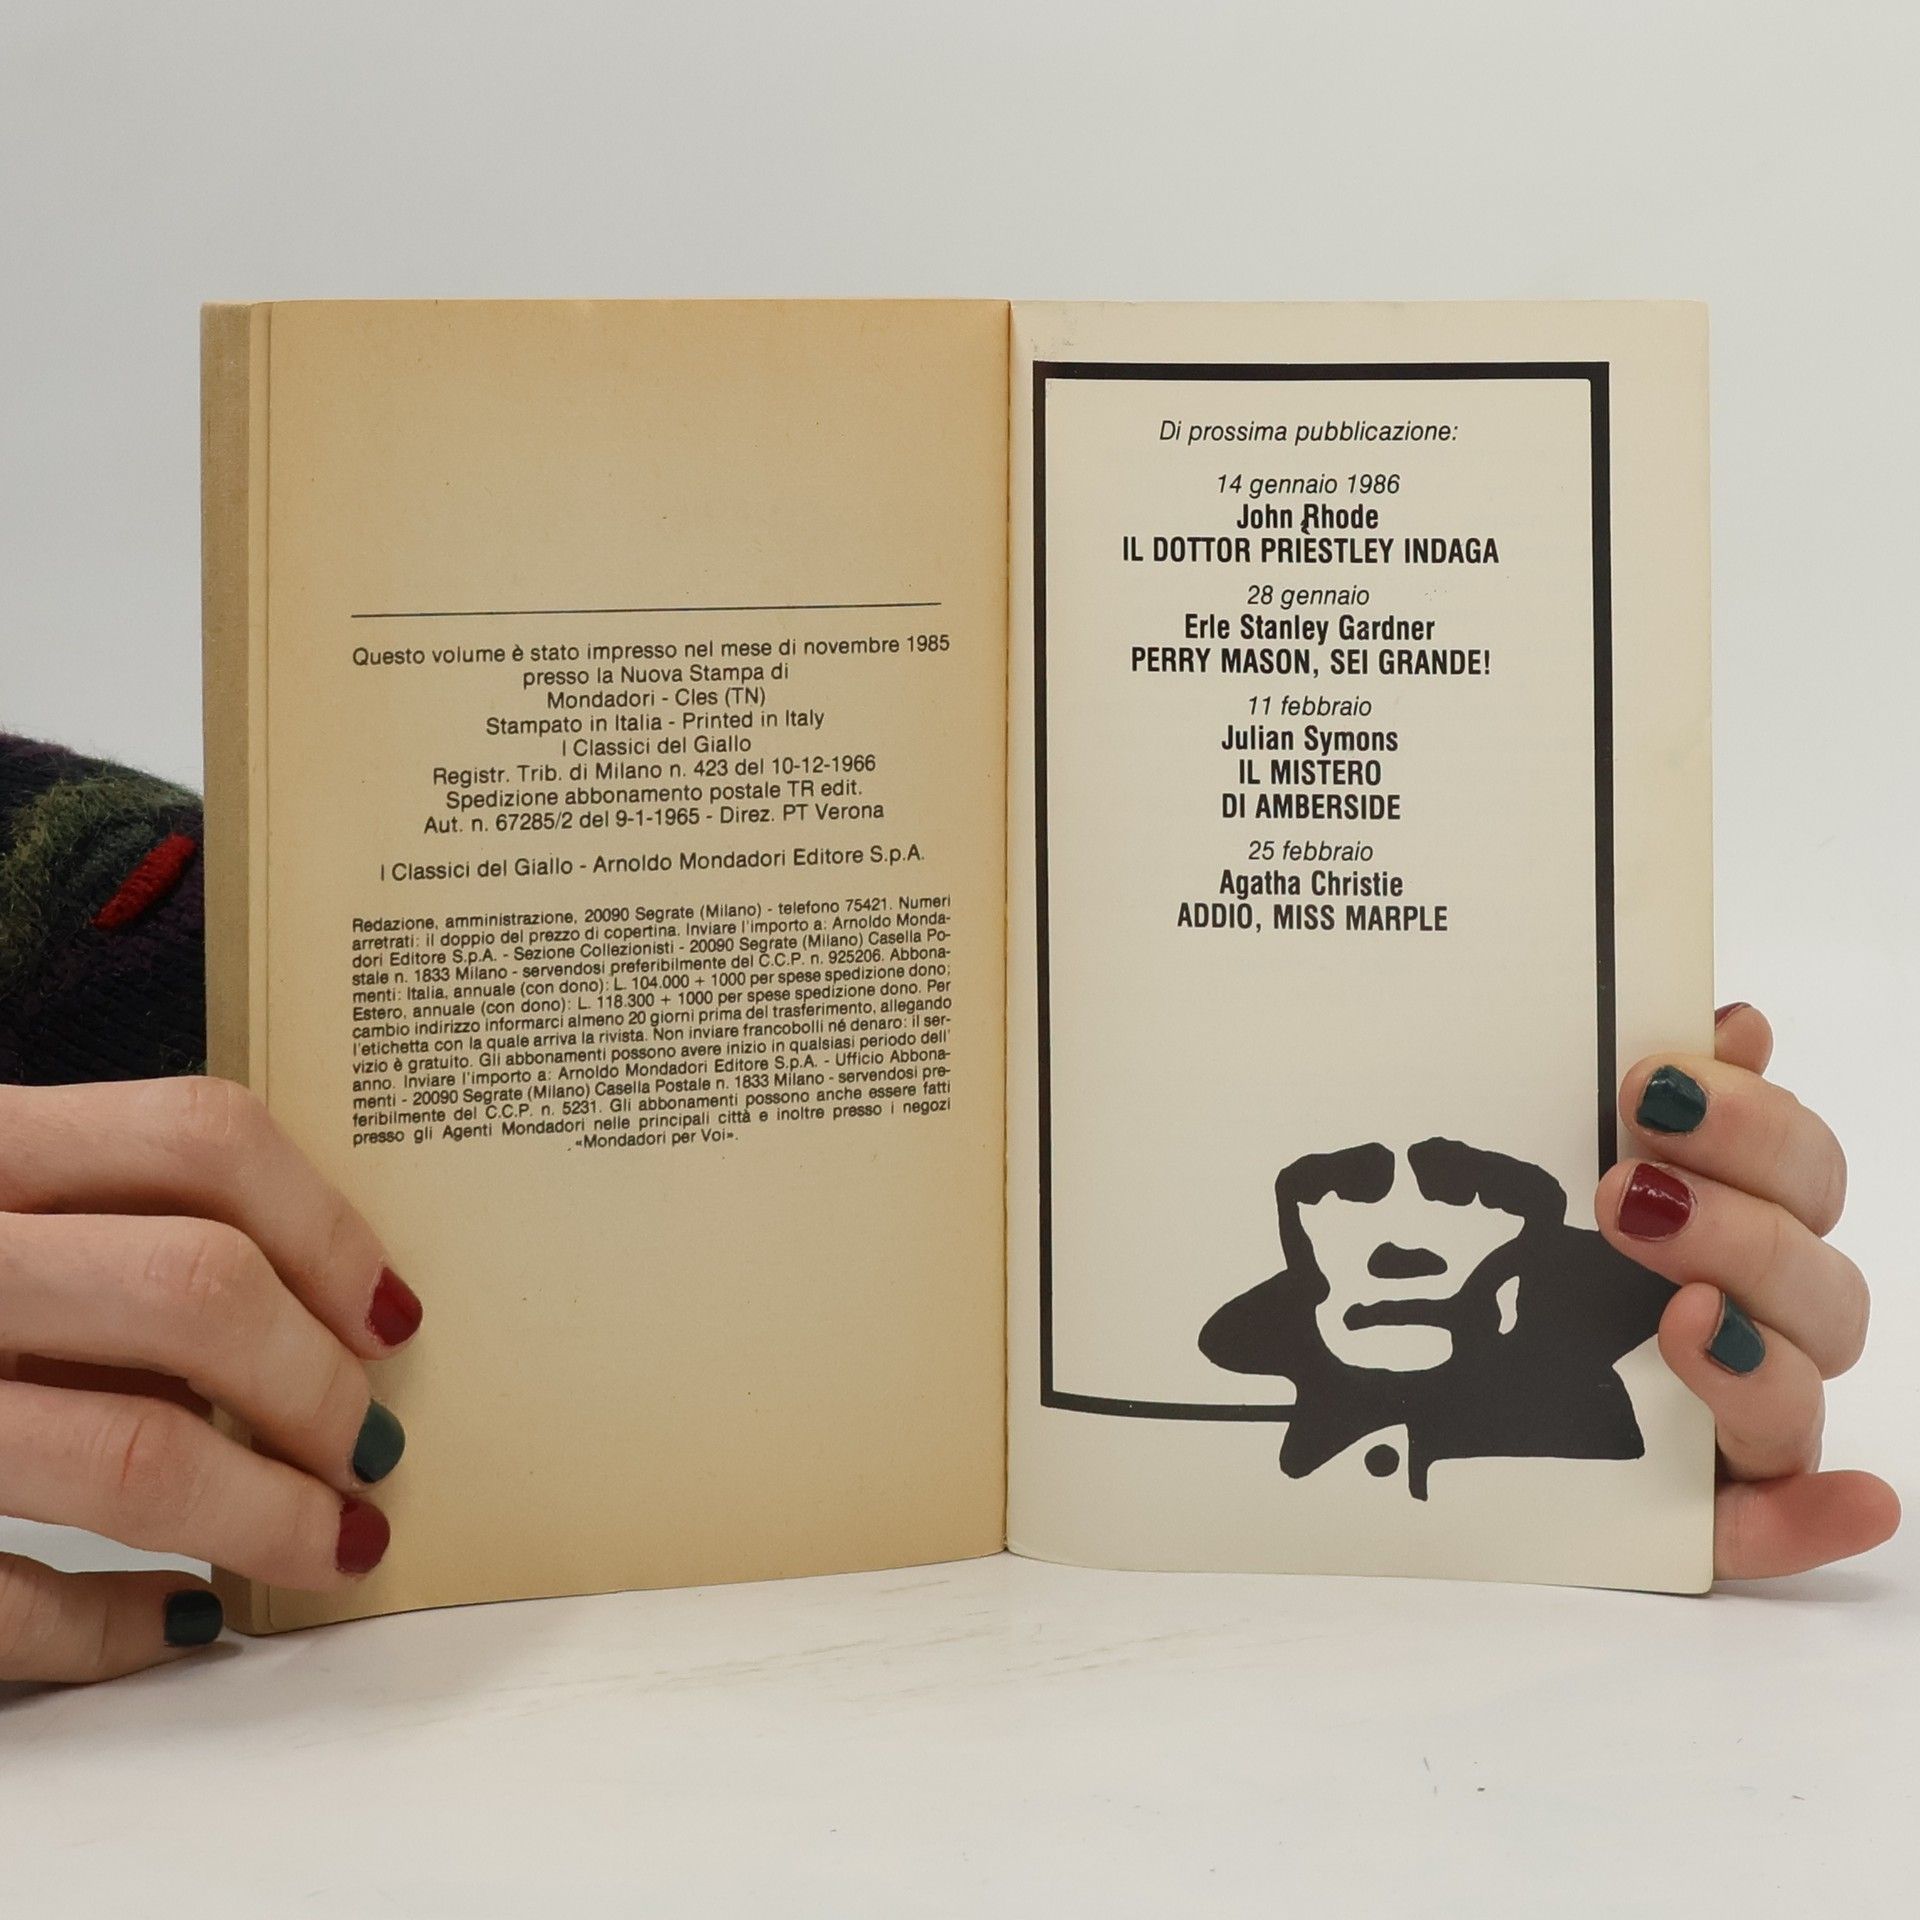 Questo volume è stato impresso nel mese di novembre 1985
presso la Nuova Stampa di
Mondadori - Cles (TN)
Stampato in Italia - Printed in Italy
I Classici del Giallo
Registr. Trib. di Milano n. 423 del 10-12-1966
Spedizione abbonamento postale TR edit.
Aut. n. 67285/2 del 9-1-1965 - Direz. PT Verona
I Classici del Giallo - Arnoldo Mondadori Editore S.p.A.
Redazione, amministrazione, 20090 Segrate (Milano) - telefono 75421. Numeri
arretrati: il doppio del prezzo di copertina. Inviare l'importo a: Arnoldo Monda-
dori Editore S.p.A. - Sezione Collezionisti - 20090 Segrate (Milano) Casella Po-
stale n. 1833 Milano - servendosi preferibilmente del C.C.P. n. 925206. Abbona-
menti: Italia, annuale (con dono): L. 104.000 + 1000 per spese spedizione dono;
Estero, annuale (con dono): L. 118.300 + 1000 per spese spedizione dono. Per
cambio indirizzo informarci almeno 20 giorni prima del trasferimento, allegando
l'etichetta con la quale arriva la rivista. Non inviare francobolli né denaro: il ser-
vizio è gratuito. Gli abbonamenti possono avere inizio in qualsiasi periodo dell'
anno. Inviare l'importo a: Arnoldo Mondadori Editore S.p.A. - Ufficio Abbona-
menti - 20090 Segrate (Milano) Casella Postale n. 1833 Milano - servendosi pre-
feribilmente del C.C.P. n. 5231. Gli abbonamenti possono anche essere fatti
presso gli Agenti Mondadori nelle principali città e inoltre presso i negozi
«Mondadori per Voi».
Di prossima pubblicazione:
14 gennaio 1986
John Rhode
IL DOTTOR PRIESTLEY INDAGA
28 gennaio
Erle Stanley Gardner
PERRY MASON, SEI GRANDE!
11 febbraio
Julian Symons
IL MISTERO
DI AMBERSIDE
25 febbraio
Agatha Christie
ADDIO, MISS MARPLE